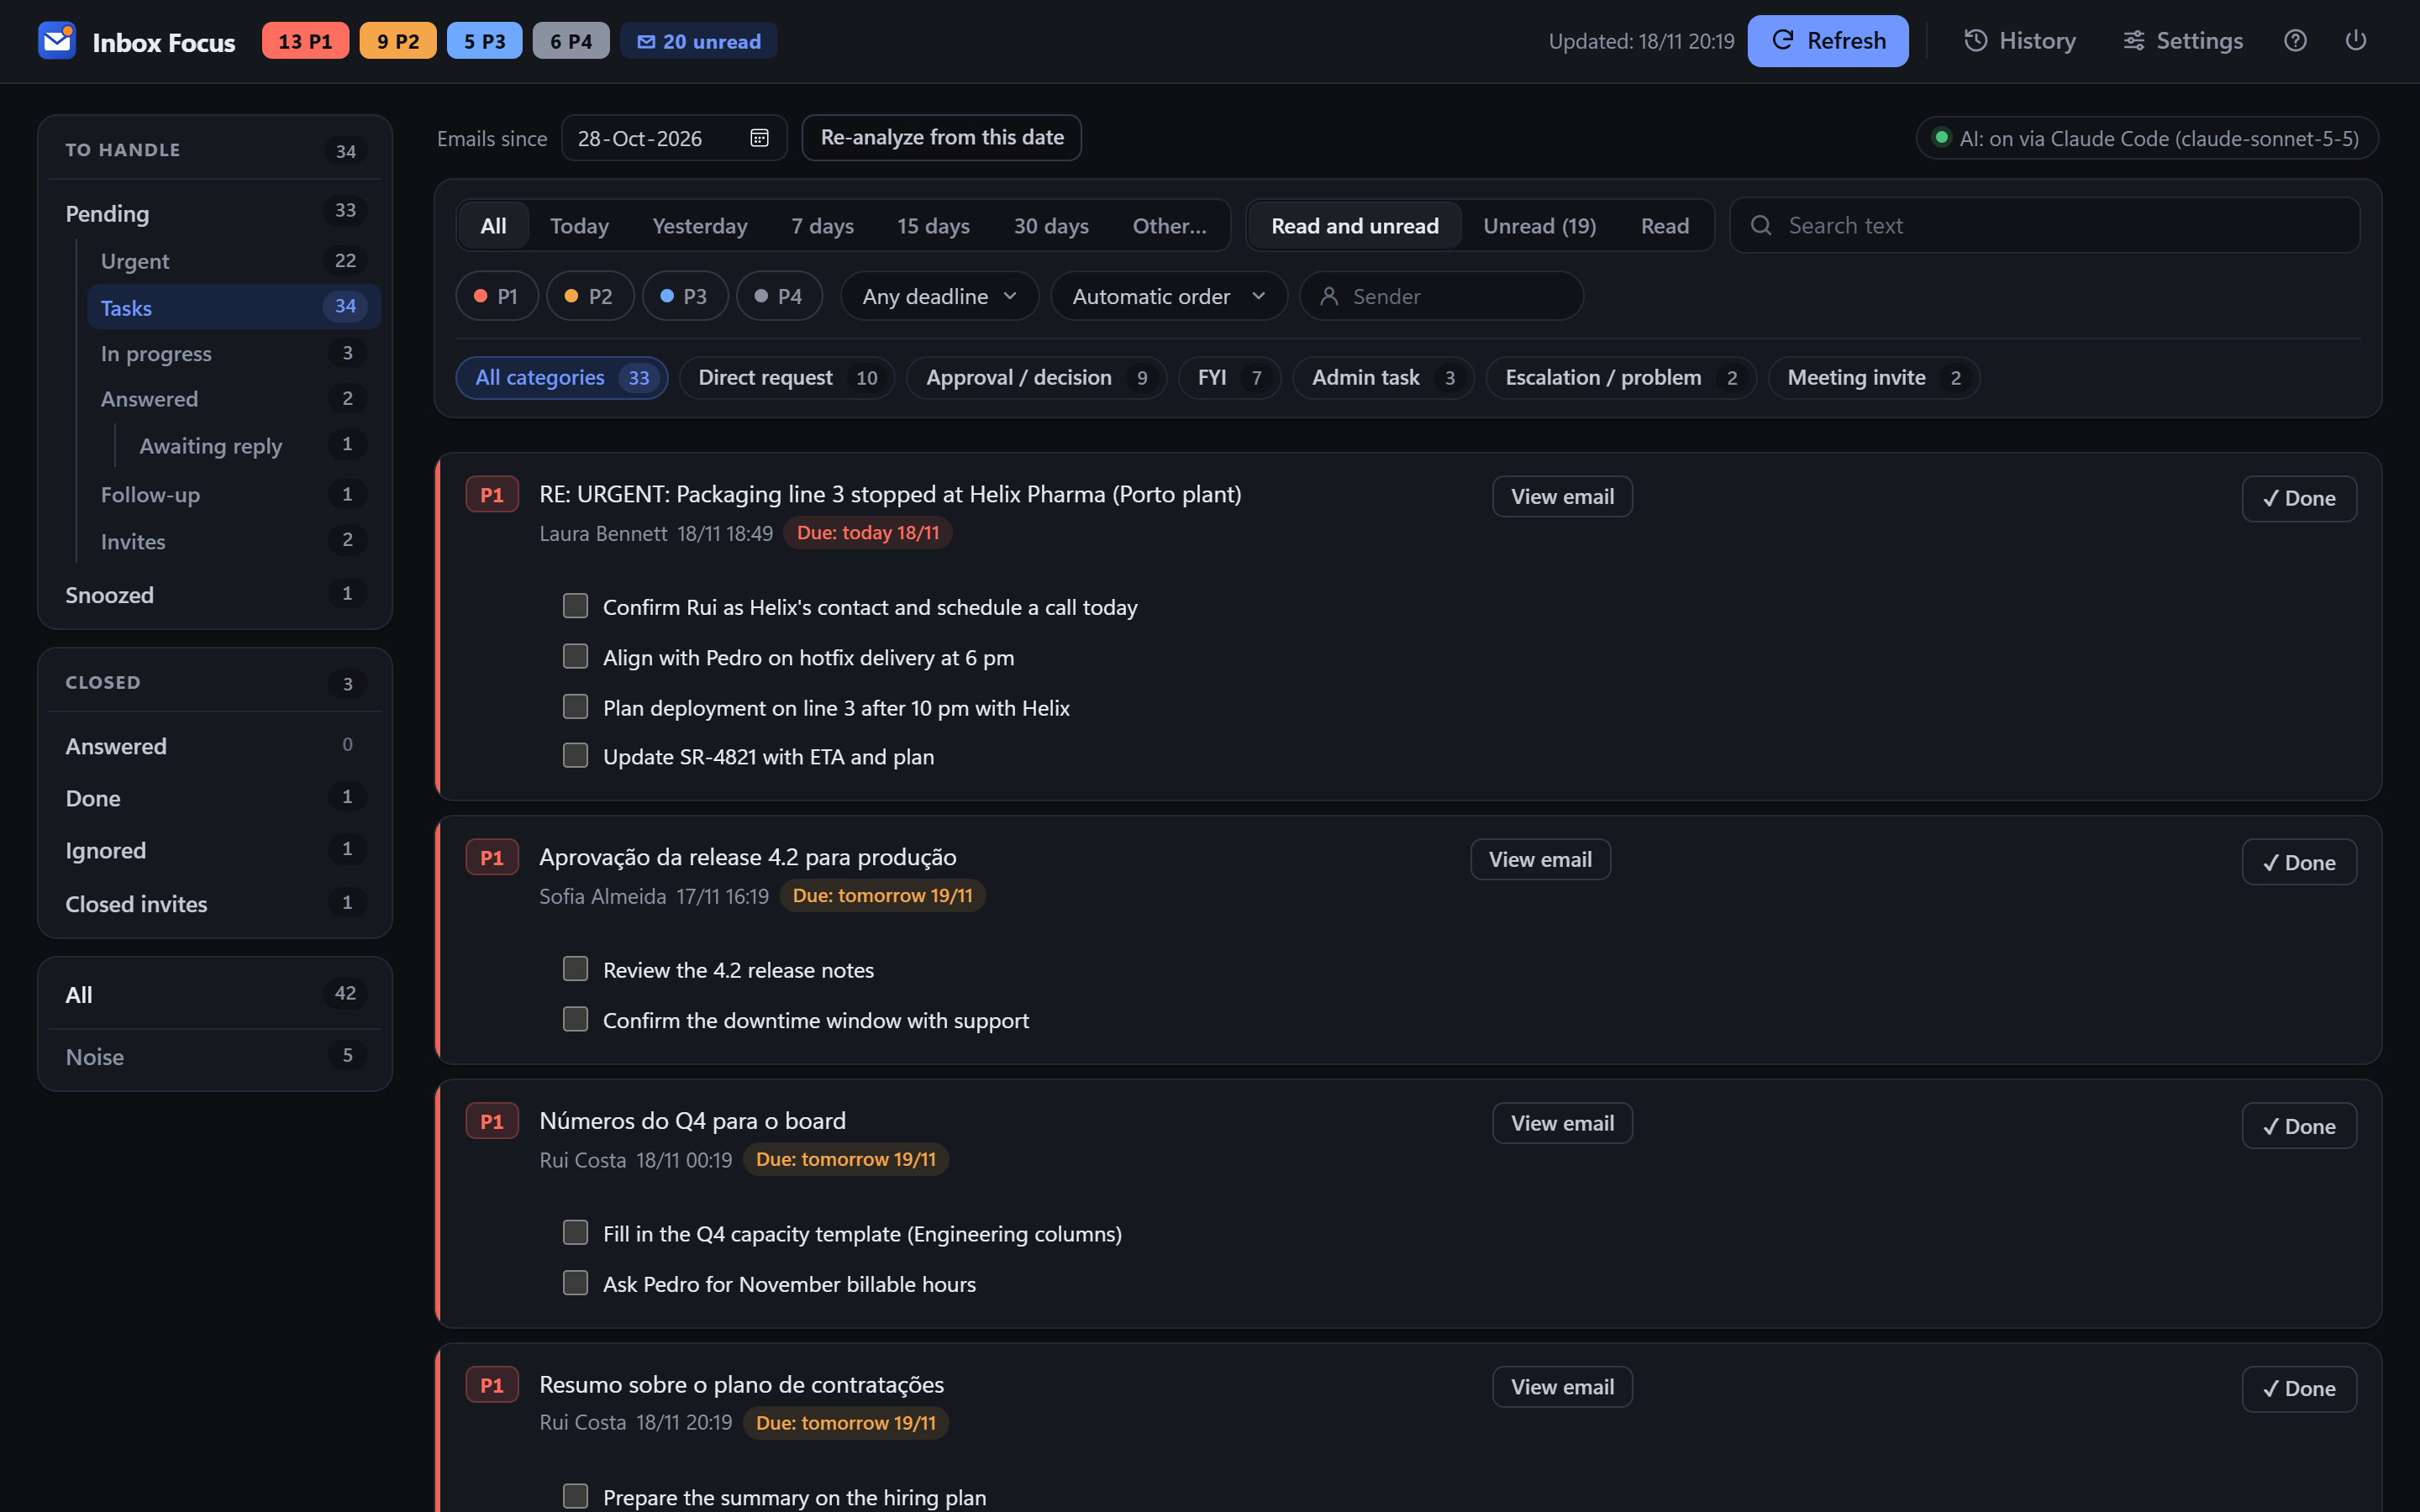 Inbox Focus
13 P1
9 P2
5 P3
6 P4
20 unread
Updated: 18/11 20:19
Refresh
History
Settings
TO HANDLE 34
Pending 33
Urgent 22
Tasks 34
In progress 3
Answered 2
Awaiting reply 1
Follow-up 1
Invites 2
Snoozed 1
CLOSED 3
Answered 0
Done 1
Ignored 1
Closed invites 1
All 42
Noise 5
Emails since 28-Oct-2026 Re-analyze from this date
AI: on via Claude Code (claude-sonnet-5-5)
All Today Yesterday 7 days 15 days 30 days Other...
Read and unread Unread (19) Read
Search text
P1 P2 P3 P4 Any deadline Automatic order Sender
All categories 33 Direct request 10 Approval / decision 9 FYI 7 Admin task 3 Escalation / problem 2 Meeting invite 2
P1 RE: URGENT: Packaging line 3 stopped at Helix Pharma (Porto plant) View email ✓ Done
Laura Bennett 18/11 18:49 Due: today 18/11
Confirm Rui as Helix's contact and schedule a call today
Align with Pedro on hotfix delivery at 6 pm
Plan deployment on line 3 after 10 pm with Helix
Update SR-4821 with ETA and plan
P1 Aprovação da release 4.2 para produção View email ✓ Done
Sofia Almeida 17/11 16:19 Due: tomorrow 19/11
Review the 4.2 release notes
Confirm the downtime window with support
P1 Números do Q4 para o board View email ✓ Done
Rui Costa 18/11 00:19 Due: tomorrow 19/11
Fill in the Q4 capacity template (Engineering columns)
Ask Pedro for November billable hours
P1 Resumo sobre o plano de contratações View email ✓ Done
Rui Costa 18/11 20:19 Due: tomorrow 19/11
Prepare the summary on the hiring plan